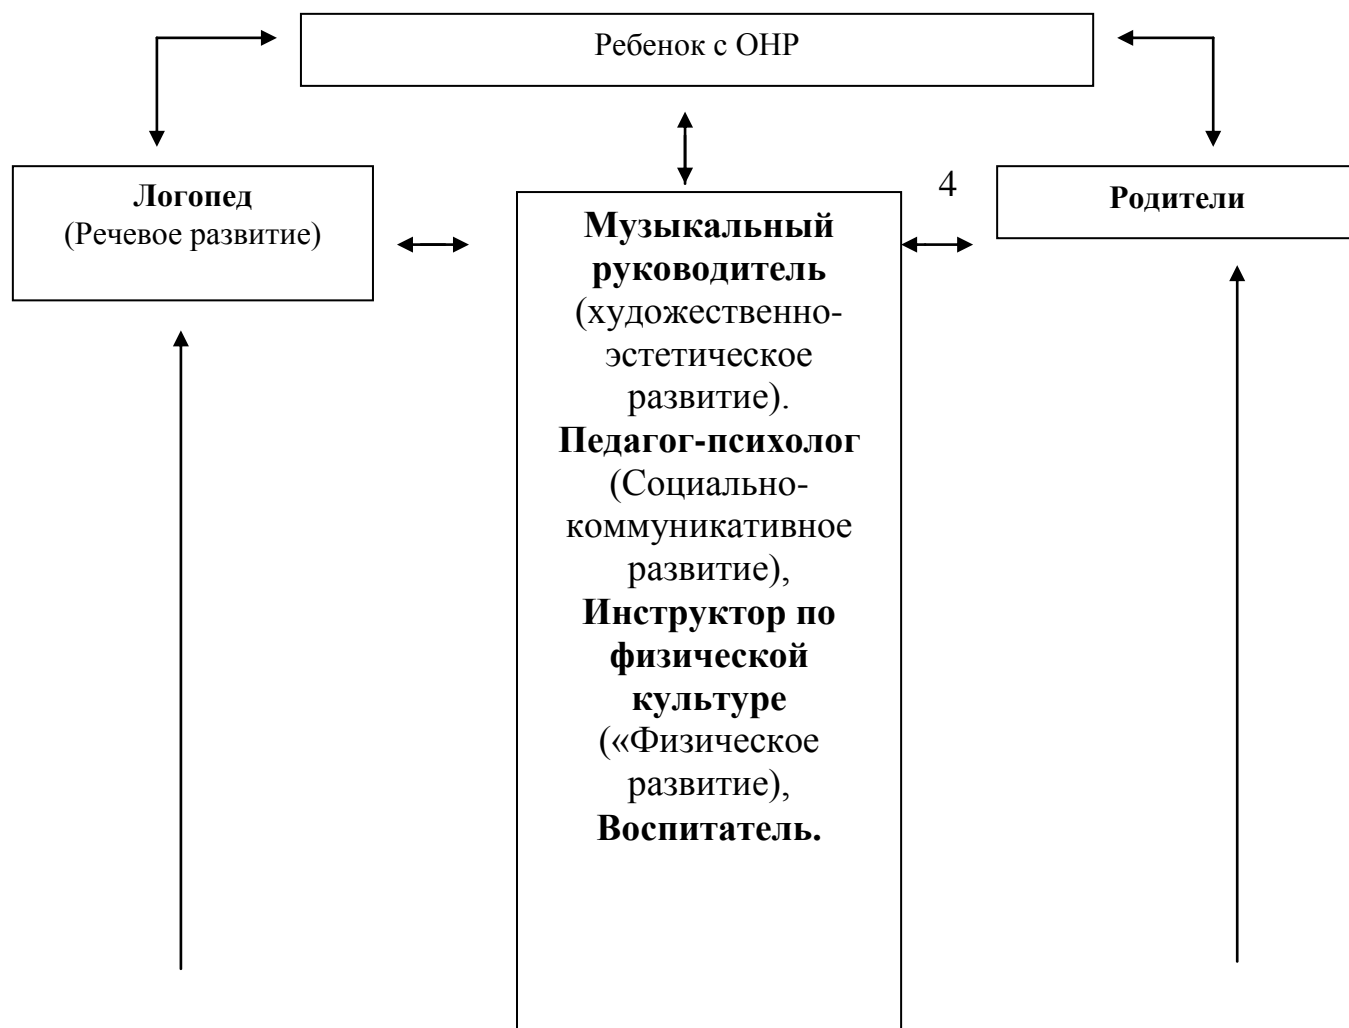 Ребенок с ОНР
Логопед
(Речевое развитие)
4
Родители
Музыкальный
руководитель
(художественно-
эстетическое
развитие).
Педагог-психолог
(Социально-
коммуникативное
развитие),
Инструктор по
физической
культуре
(«Физическое
развитие),
Воспитатель.